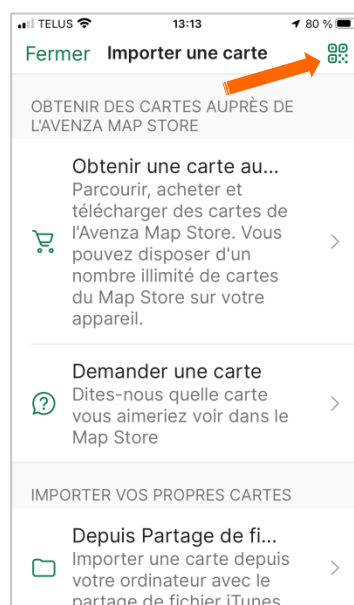 TELUS 13:13 80 %
Fermer Importer une carte
OBTENIR DES CARTES AUPRÈS DE
L'AVENZA MAP STORE
Obtenir une carte au...
Parcourir, acheter et
télécharger des cartes de
l'Avenza Map Store. Vous
pouvez disposer d'un
nombre illimité de cartes
du Map Store sur votre
appareil.
Demander une carte
Dites-nous quelle carte
vous aimeriez voir dans le
Map Store
IMPORTER VOS PROPRES CARTES
Depuis Partage de fi...
Importer une carte depuis
votre ordinateur avec le
partage de fichier iTunes